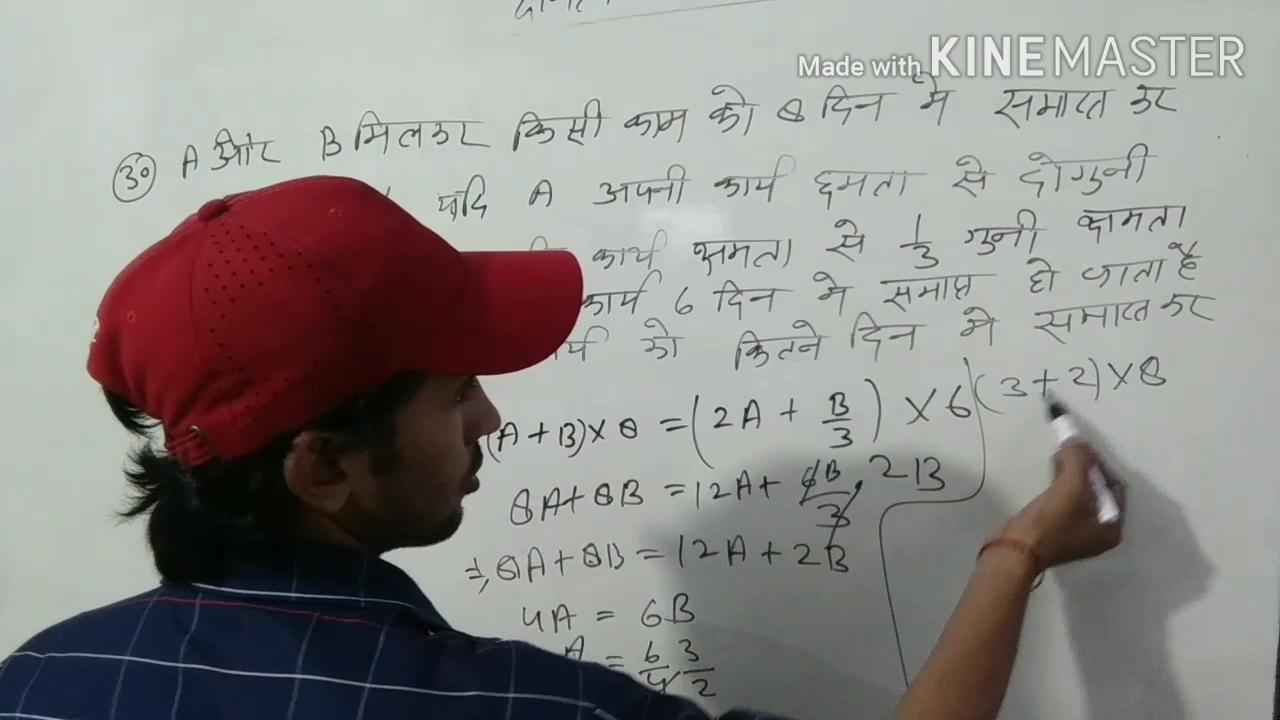 Made with KINEMASTER
(30) A और B मिलकर किसी काम को 8 दिन मे समाप्त कर
यदि A अपनी कार्य छमता से दोगुनी
कार्य क्षमता से 1/3 गुनी क्षमता
कार्य 6 दिन मे समाप्त हो जाता है
को कितने दिन मे समाप्त कर
(A+B)×8 = (2A + B/3) ×6
(3+2)×8
8A+8B = 12A+ 6B/3, 2B
⇒, 8A+8B = 12A+2B
4A = 6B
A = 6/4 3/2